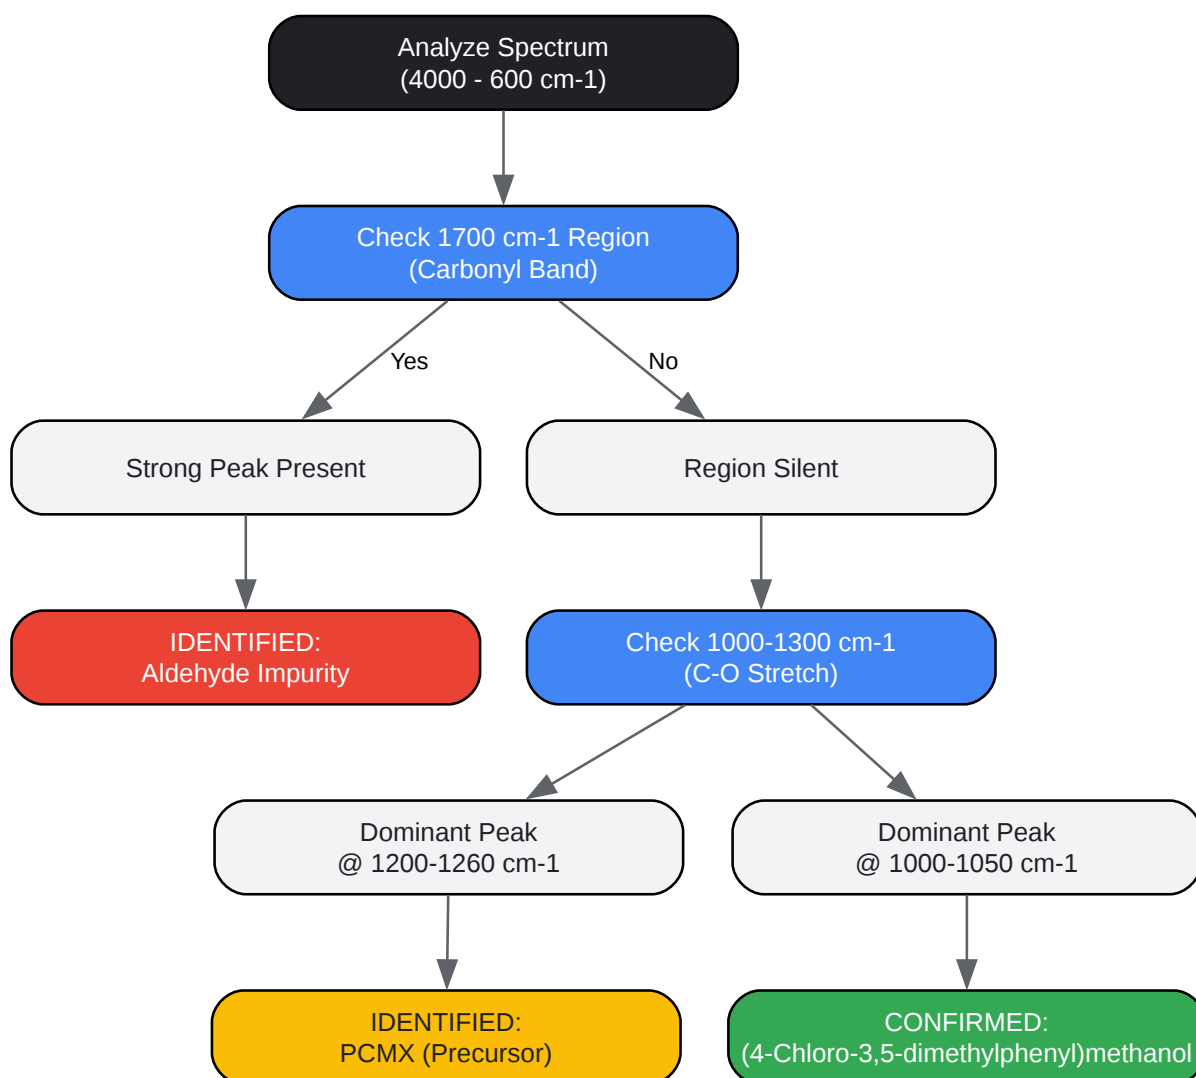 Analyze Spectrum
(4000 - 600 cm-1)
Check 1700 cm-1 Region
(Carbonyl Band)
Yes
No
Strong Peak Present
Region Silent
IDENTIFIED:
Aldehyde Impurity
Check 1000-1300 cm-1
(C-O Stretch)
Dominant Peak
@ 1200-1260 cm-1
Dominant Peak
@ 1000-1050 cm-1
IDENTIFIED:
PCMX (Precursor)
CONFIRMED:
(4-Chloro-3,5-dimethylphenyl)methanol